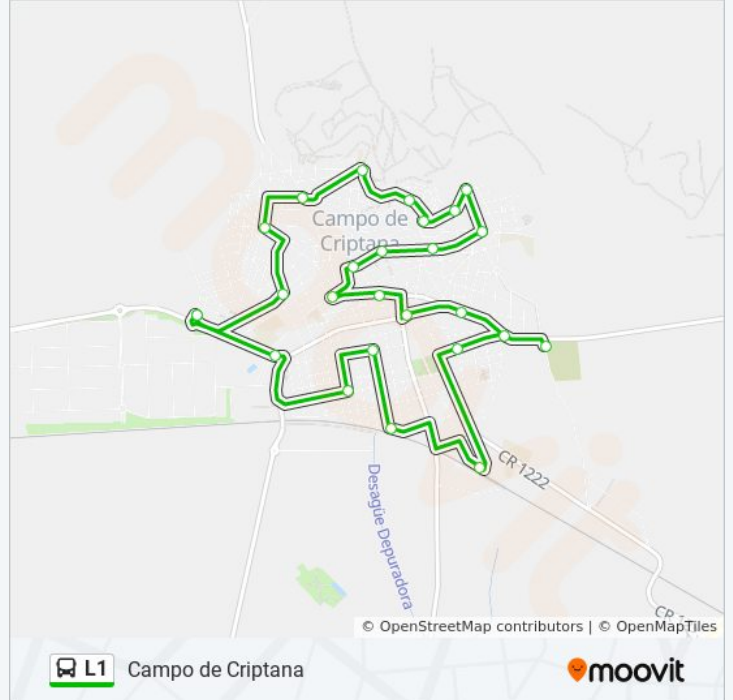 Campo de
Criptana
CR 1222
Desagüe Depuradora
© OpenStreetMap contributors | © OpenMapTiles
L1 Campo de Criptana
moovit